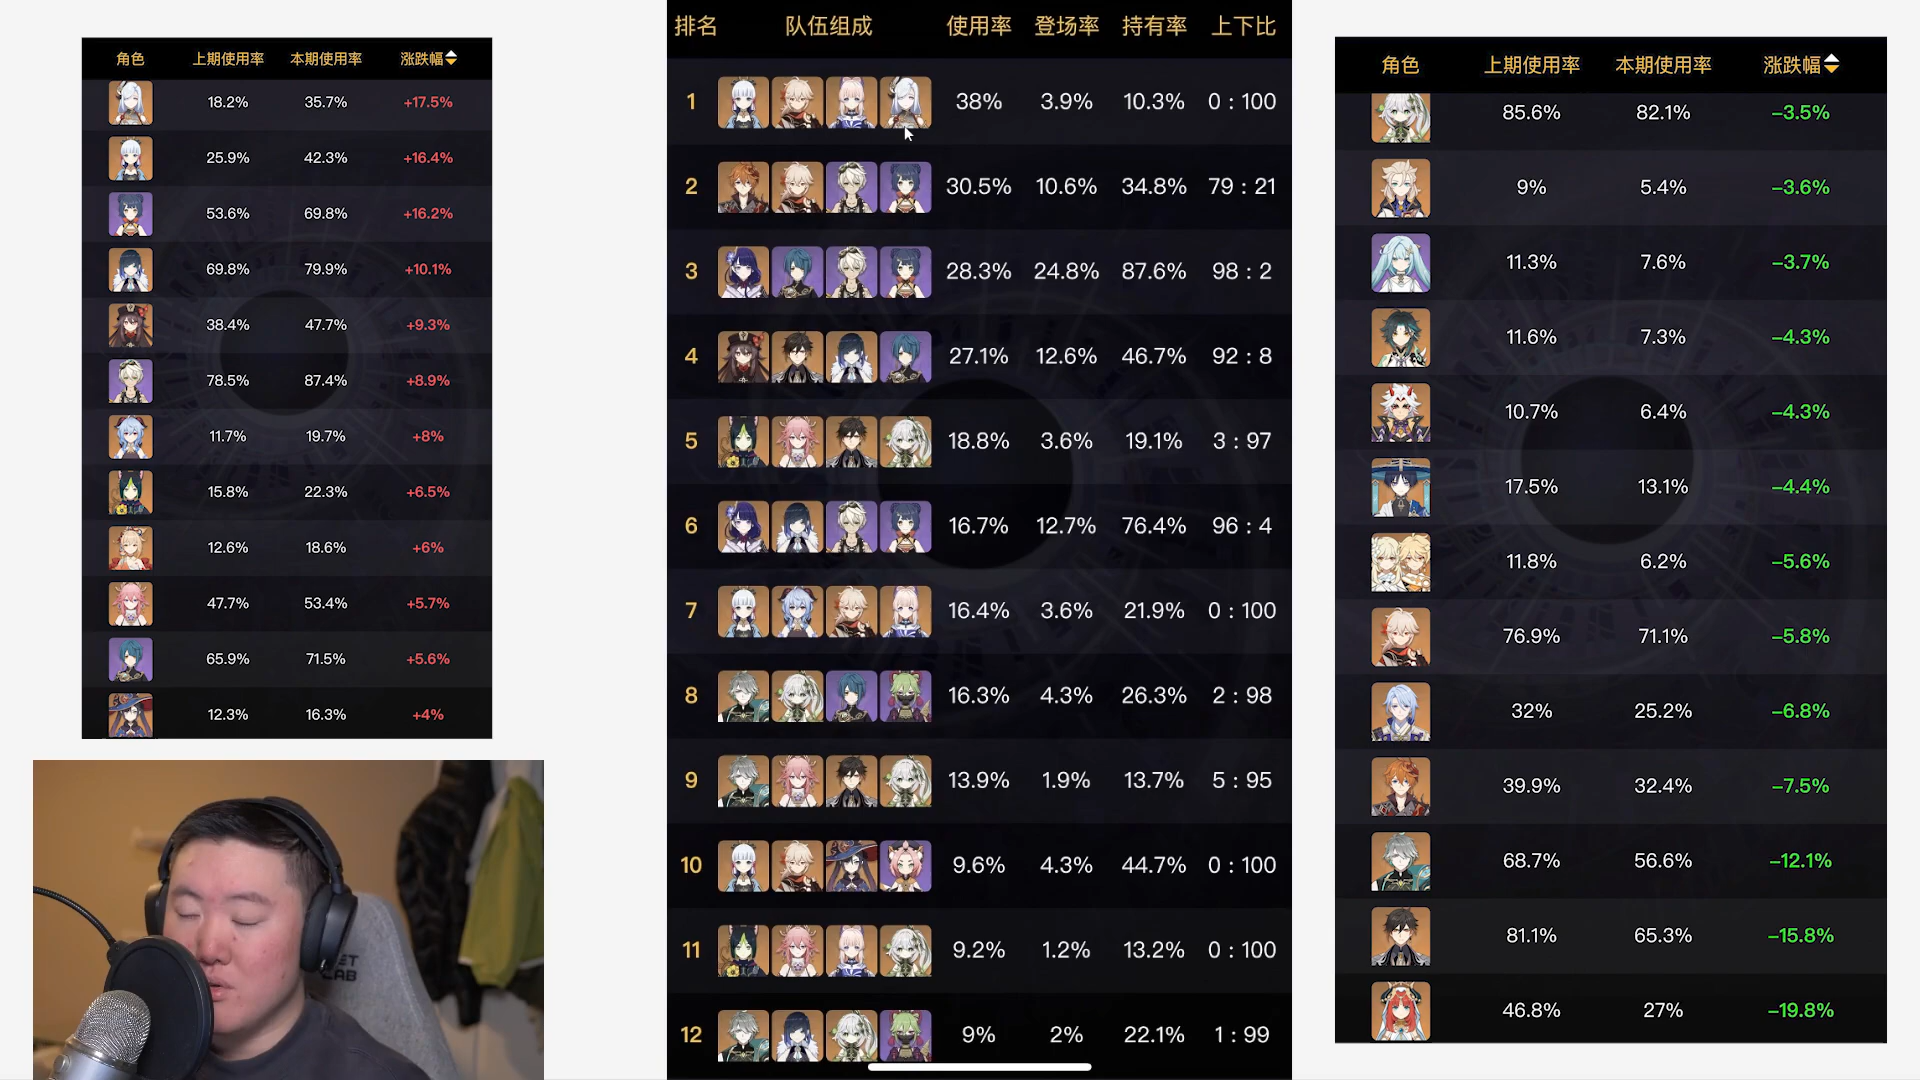 角色 上期使用率 本期使用率 涨跌幅
18.2% 35.7% +17.5%
25.9% 42.3% +16.4%
53.6% 69.8% +16.2%
69.8% 79.9% +10.1%
38.4% 47.7% +9.3%
78.5% 87.4% +8.9%
11.7% 19.7% +8%
15.8% 22.3% +6.5%
12.6% 18.6% +6%
47.7% 53.4% +5.7%
65.9% 71.5% +5.6%
12.3% 16.3% +4%
排名 队伍组成 使用率 登场率 持有率 上下比
1 38% 3.9% 10.3% 0 : 100
2 30.5% 10.6% 34.8% 79 : 21
3 28.3% 24.8% 87.6% 98 : 2
4 27.1% 12.6% 46.7% 92 : 8
5 18.8% 3.6% 19.1% 3 : 97
6 16.7% 12.7% 76.4% 96 : 4
7 16.4% 3.6% 21.9% 0 : 100
8 16.3% 4.3% 26.3% 2 : 98
9 13.9% 1.9% 13.7% 5 : 95
10 9.6% 4.3% 44.7% 0 : 100
11 9.2% 1.2% 13.2% 0 : 100
12 9% 2% 22.1% 1 : 99
角色 上期使用率 本期使用率 涨跌幅
85.6% 82.1% −3.5%
9% 5.4% −3.6%
11.3% 7.6% −3.7%
11.6% 7.3% −4.3%
10.7% 6.4% −4.3%
17.5% 13.1% −4.4%
11.8% 6.2% −5.6%
76.9% 71.1% −5.8%
32% 25.2% −6.8%
39.9% 32.4% −7.5%
68.7% 56.6% −12.1%
81.1% 65.3% −15.8%
46.8% 27% −19.8%
LAB